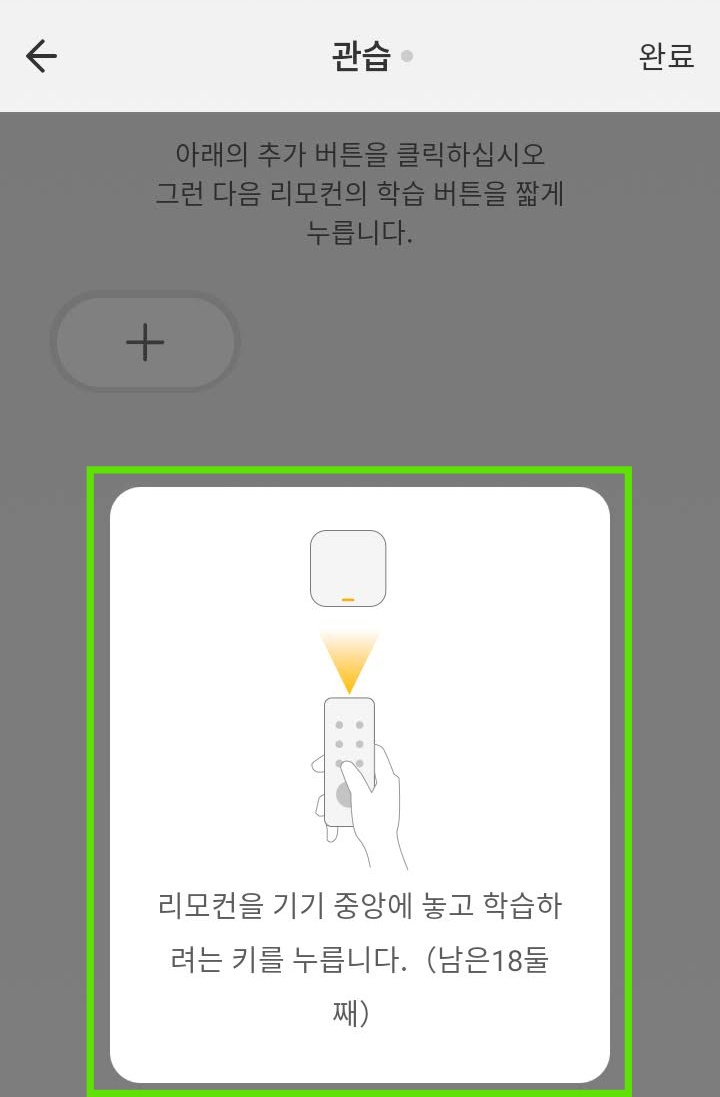 관습
완료
아래의 추가 버튼을 클릭하십시오
그런 다음 리모컨의 학습 버튼을 짧게
누릅니다.
리모컨을 기기 중앙에 놓고 학습하
려는 키를 누릅니다. (남은18둘
째)